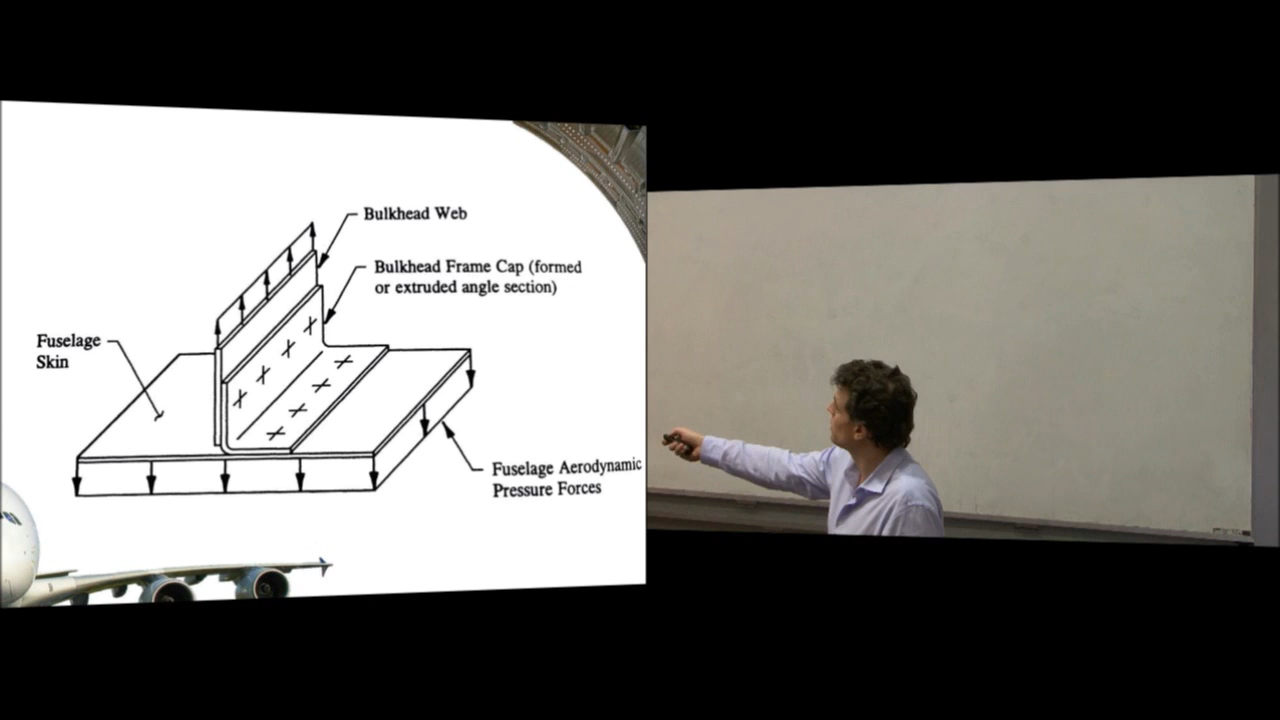 Bulkhead Web
Bulkhead Frame Cap (formed
or extruded angle section)
Fuselage
Skin
Fuselage Aerodynamic
Pressure Forces